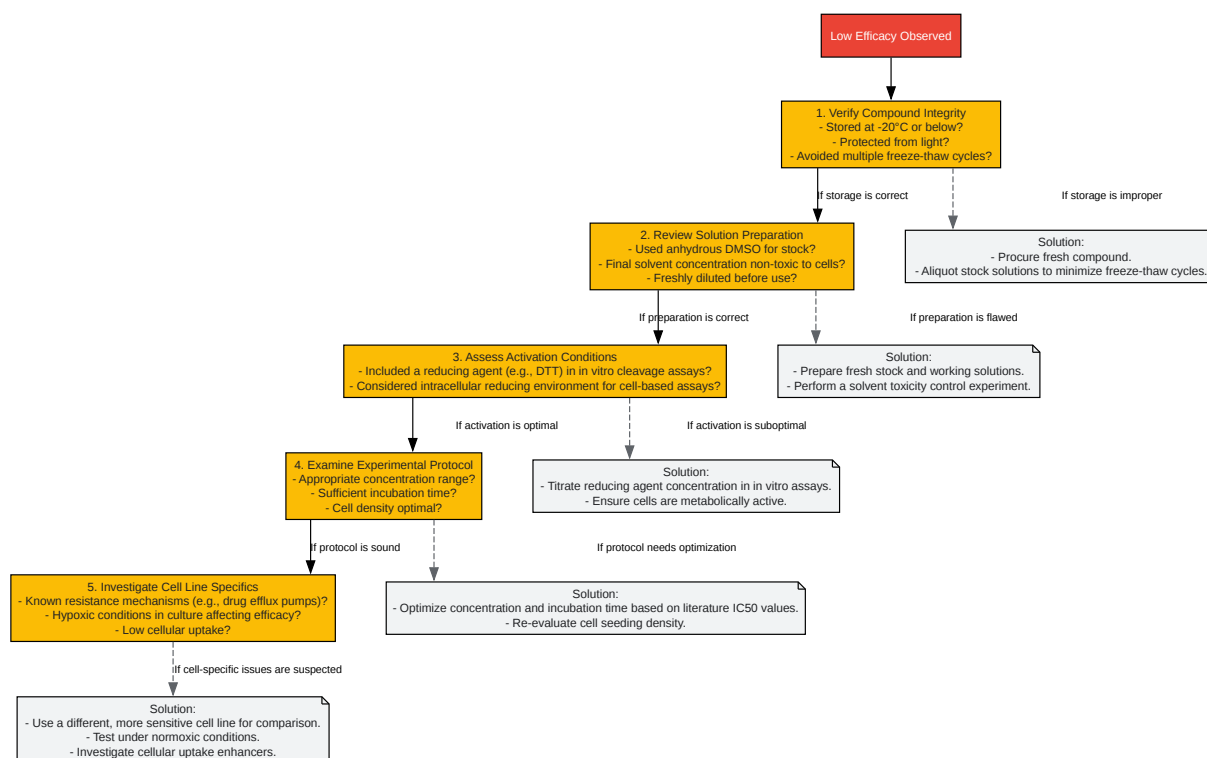 Low Efficacy Observed
1. Verify Compound Integrity
- Stored at -20°C or below?
- Protected from light?
- Avoided multiple freeze-thaw cycles?
If storage is correct
If storage is improper
2. Review Solution Preparation
- Used anhydrous DMSO for stock?
- Final solvent concentration non-toxic to cells?
- Freshly diluted before use?
Solution:
- Procure fresh compound.
- Aliquot stock solutions to minimize freeze-thaw cycles.
If preparation is correct
If preparation is flawed
3. Assess Activation Conditions
- Included a reducing agent (e.g., DTT) in in vitro cleavage assays?
- Considered intracellular reducing environment for cell-based assays?
Solution:
- Prepare fresh stock and working solutions.
- Perform a solvent toxicity control experiment.
If activation is optimal
If activation is suboptimal
4. Examine Experimental Protocol
- Appropriate concentration range?
- Sufficient incubation time?
- Cell density optimal?
Solution:
- Titrate reducing agent concentration in in vitro assays.
- Ensure cells are metabolically active.
If protocol is sound
If protocol needs optimization
5. Investigate Cell Line Specifics
- Known resistance mechanisms (e.g., drug efflux pumps)?
- Hypoxic conditions in culture affecting efficacy?
- Low cellular uptake?
Solution:
- Optimize concentration and incubation time based on literature IC50 values.
- Re-evaluate cell seeding density.
If cell-specific issues are suspected
Solution:
- Use a different, more sensitive cell line for comparison.
- Test under normoxic conditions.
- Investigate cellular uptake enhancers.